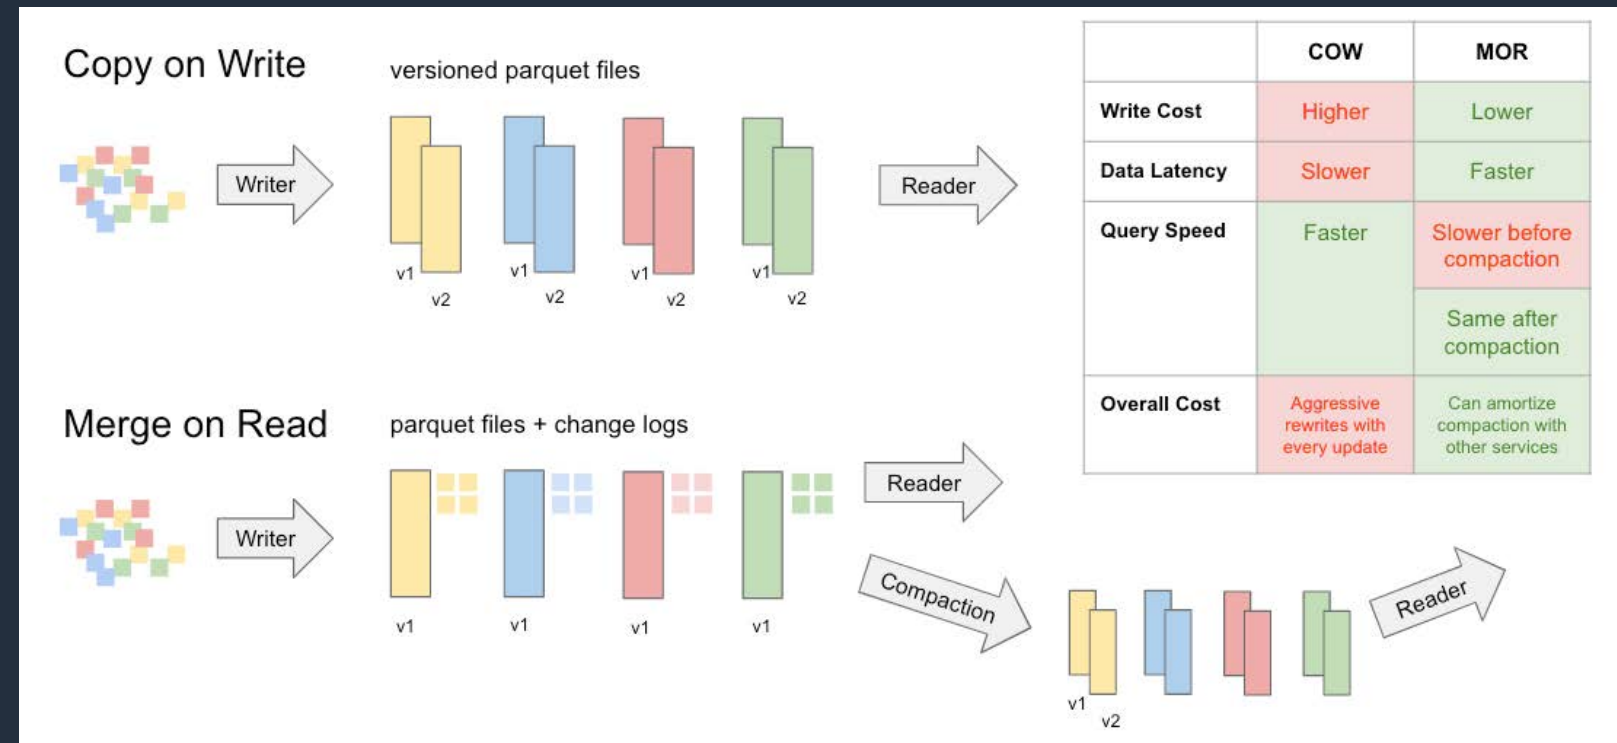 Copy on Write
versioned parquet files
Writer
v1
v2
v1
v2
v1
v2
v1
v2
Reader
COW MOR
Write Cost Higher Lower
Data Latency Slower Faster
Query Speed Faster Slower before
compaction
Same after
compaction
Overall Cost Aggressive Can amortize
rewrites with compaction with
every update other services
Merge on Read
parquet files + change logs
Writer
v1
v1
v1
v1
Reader
Compaction
v1
v2
Reader